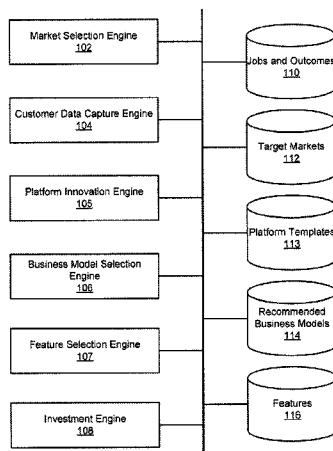 Market Selection Engine
102
Customer Data Capture Engine
104
Platform Innovation Engine
105
Business Model Selection
Engine
106
Feature Selection Engine
107
Investment Engine
108
Jobs and Outcomes
110
Target Markets
112
Platform Templates
113
Recommended
Business Models
114
Features
116